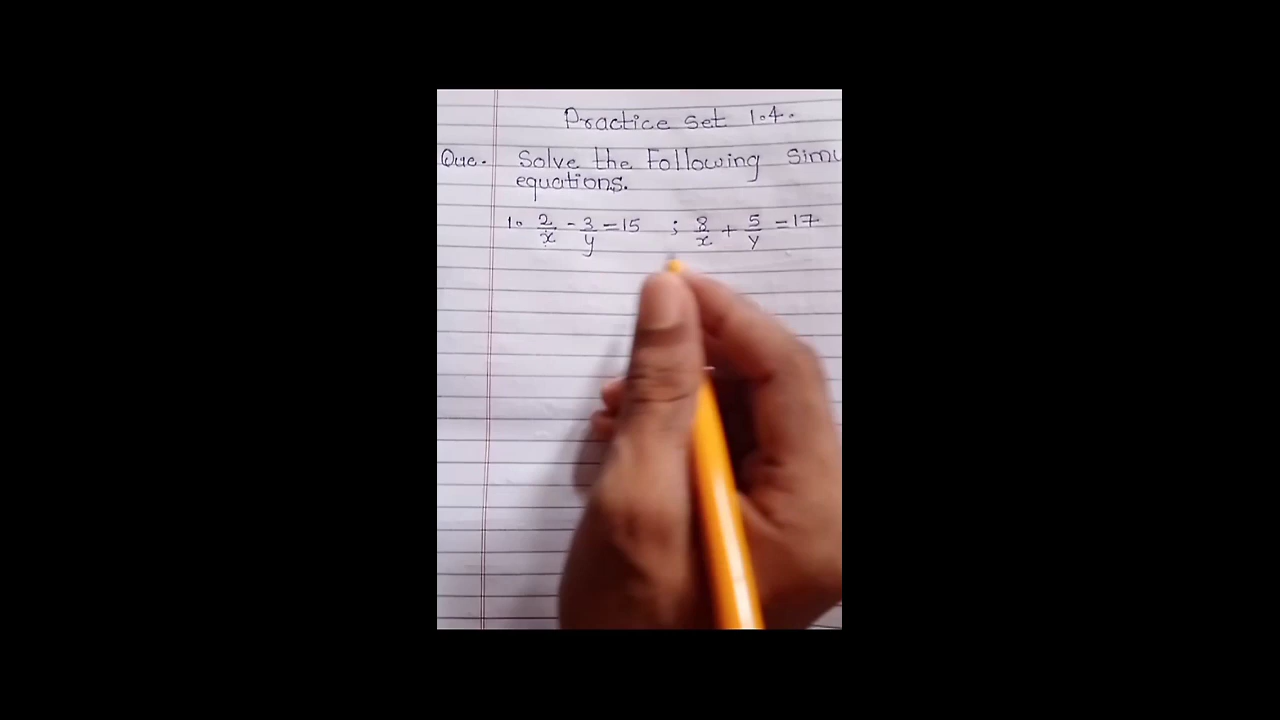 Practice set 1.4.
Que. Solve the Following Simu
equations.
1. 2/x - 3/y = 15 ; 8/x + 5/y = 17